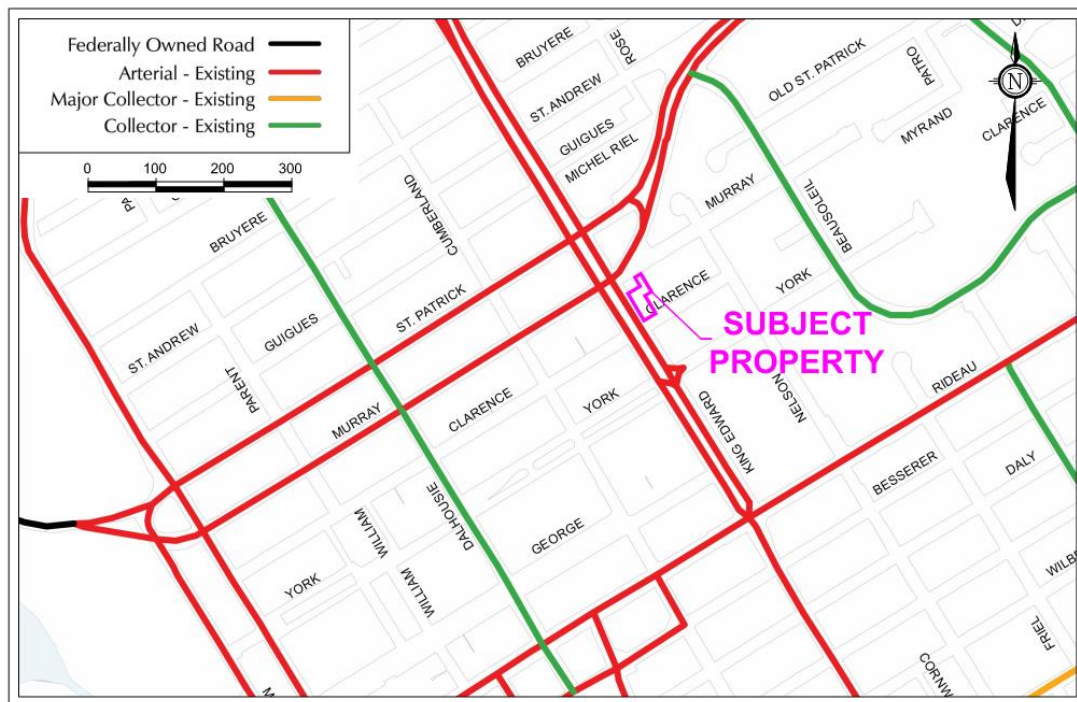 Federally Owned Road
Arterial - Existing
Major Collector - Existing
Collector - Existing
0 100 200 300
N
BRUYERE
ROSE
ST. ANDREW
GUIGUES
MICHEL RIEL
OLD ST. PATRICK
PATRO
MYRAND
CLARENCE
CUMBERLAND
MURRAY
BEAUSOLEIL
BRUYERE
ST. PATRICK
CLARENCE
YORK
SUBJECT
PROPERTY
ST. ANDREW
GUIGUES
PARENT
MURRAY
CLARENCE
YORK
KING EDWARD
NELSON
RIDEAU
BESSERER
DALY
DALHOUSIE
GEORGE
WILLIAM
YORK
WILLIAM
WILB
FRIEL
CORNW